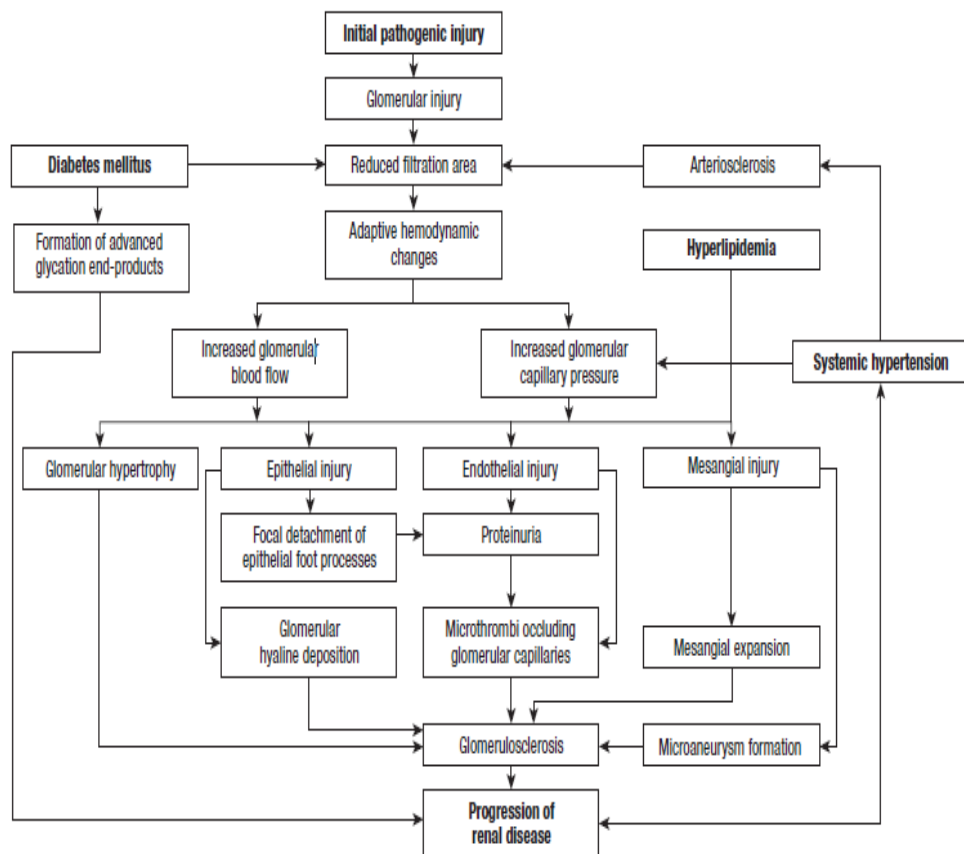 Initial pathogenic injury
Glomerular injury
Diabetes mellitus
Reduced filtration area
Arteriosclerosis
Formation of advanced
glycation end-products
Adaptive hemodynamic
changes
Hyperlipidemia
Increased glomerular
blood flow
Increased glomerular
capillary pressure
Systemic hypertension
Glomerular hypertrophy
Epithelial injury
Endothelial injury
Mesangial injury
Focal detachment of
epithelial foot processes
Proteinuria
Glomerular
hyaline deposition
Microthrombi occluding
glomerular capillaries
Mesangial expansion
Glomerulosclerosis
Microaneurysm formation
Progression of
renal disease